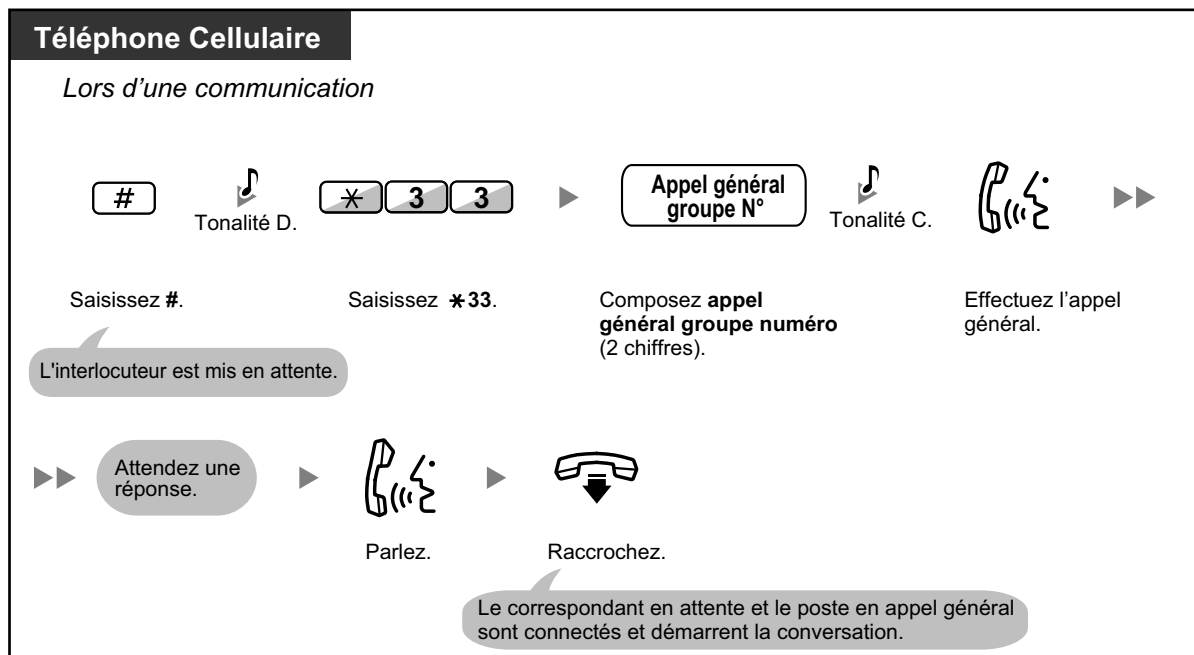 Téléphone Cellulaire
Lors d’une communication
#
Tonalité D.
* 3 3
Appel général
groupe N°
Tonalité C.
Saisissez #.
Saisissez *33.
Composez appel
général groupe numéro
(2 chiffres).
Effectuez l’appel
général.
L'interlocuteur est mis en attente.
Attendez une
réponse.
Parlez.
Raccrochez.
Le correspondant en attente et le poste en appel général
sont connectés et démarrent la conversation.